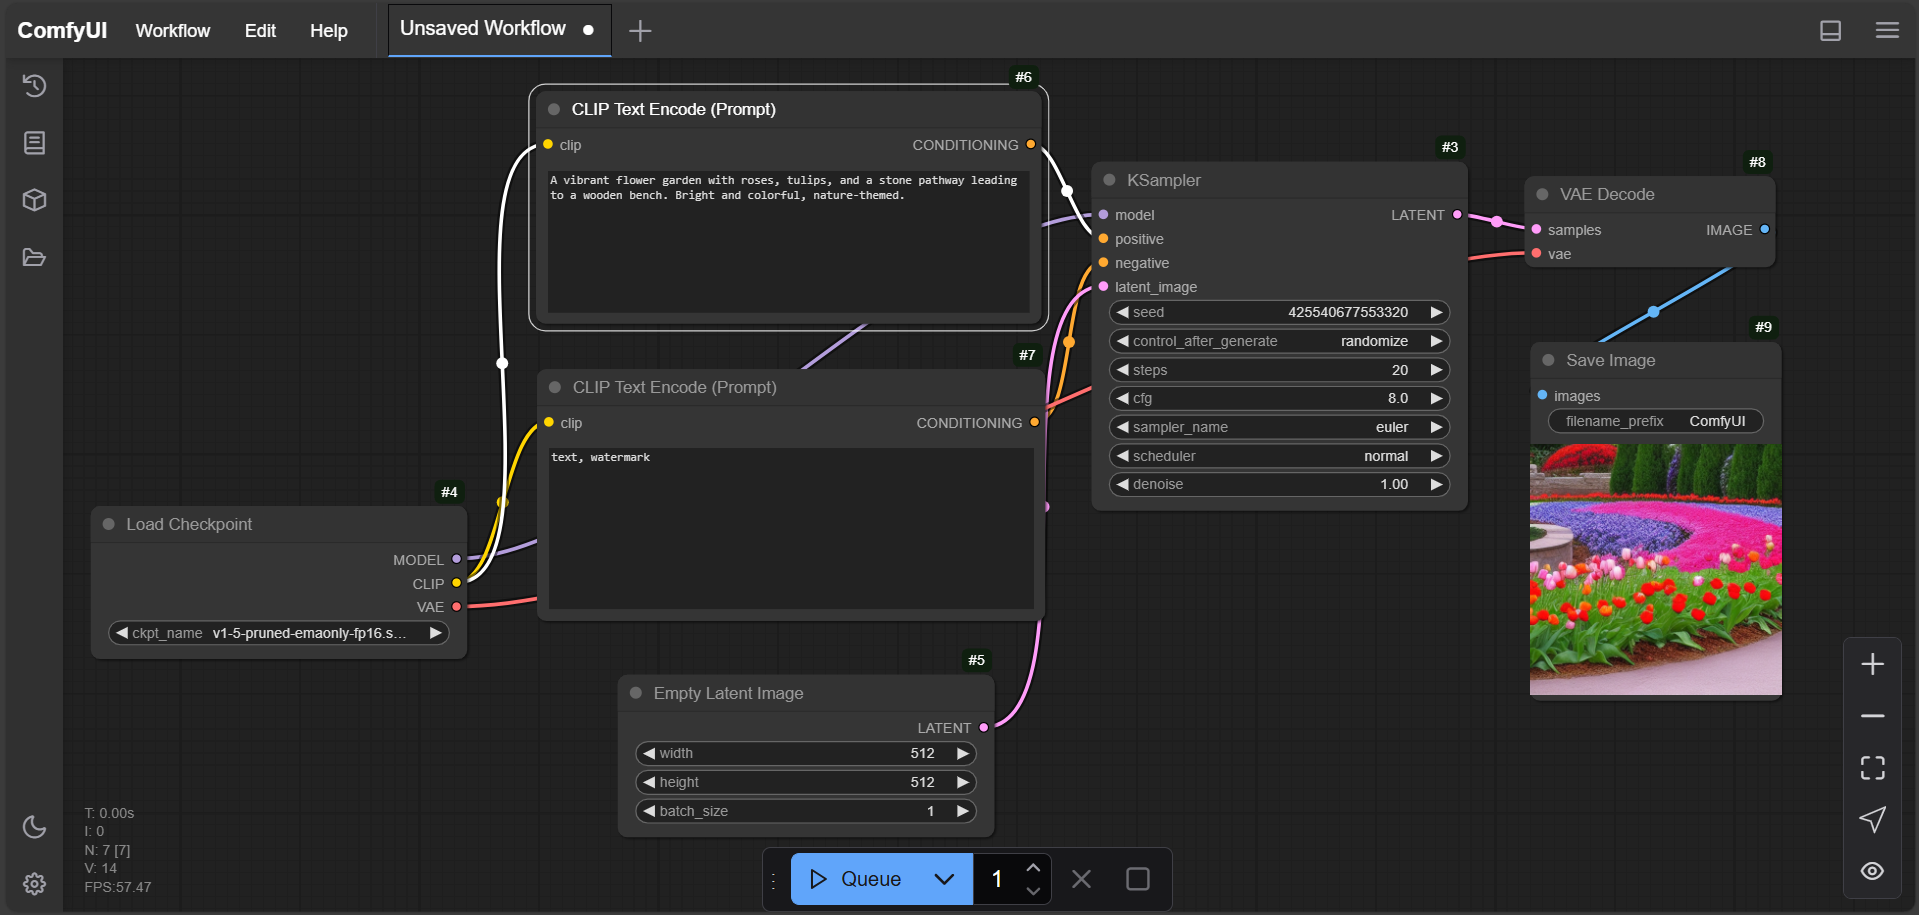 ComfyUI Workflow Edit Help Unsaved Workflow
#6
CLIP Text Encode (Prompt)
clip CONDITIONING
A vibrant flower garden with roses, tulips, and a stone pathway leading
to a wooden bench. Bright and colorful, nature-themed.
#3
KSampler
model LATENT
positive
negative
latent_image
seed 425540677553320
control_after_generate randomize
steps 20
cfg 8.0
sampler_name euler
scheduler normal
denoise 1.00
#8
VAE Decode
samples IMAGE
vae
#9
Save Image
images
filename_prefix ComfyUI
#7
CLIP Text Encode (Prompt)
clip CONDITIONING
text, watermark
#4
Load Checkpoint
MODEL
CLIP
VAE
ckpt_name v1-5-pruned-emaonly-fp16.s...
#5
Empty Latent Image
LATENT
width 512
height 512
batch_size 1
T: 0.00s
I: 0
N: 7 [7]
V: 14
FPS:57.47
Queue 1